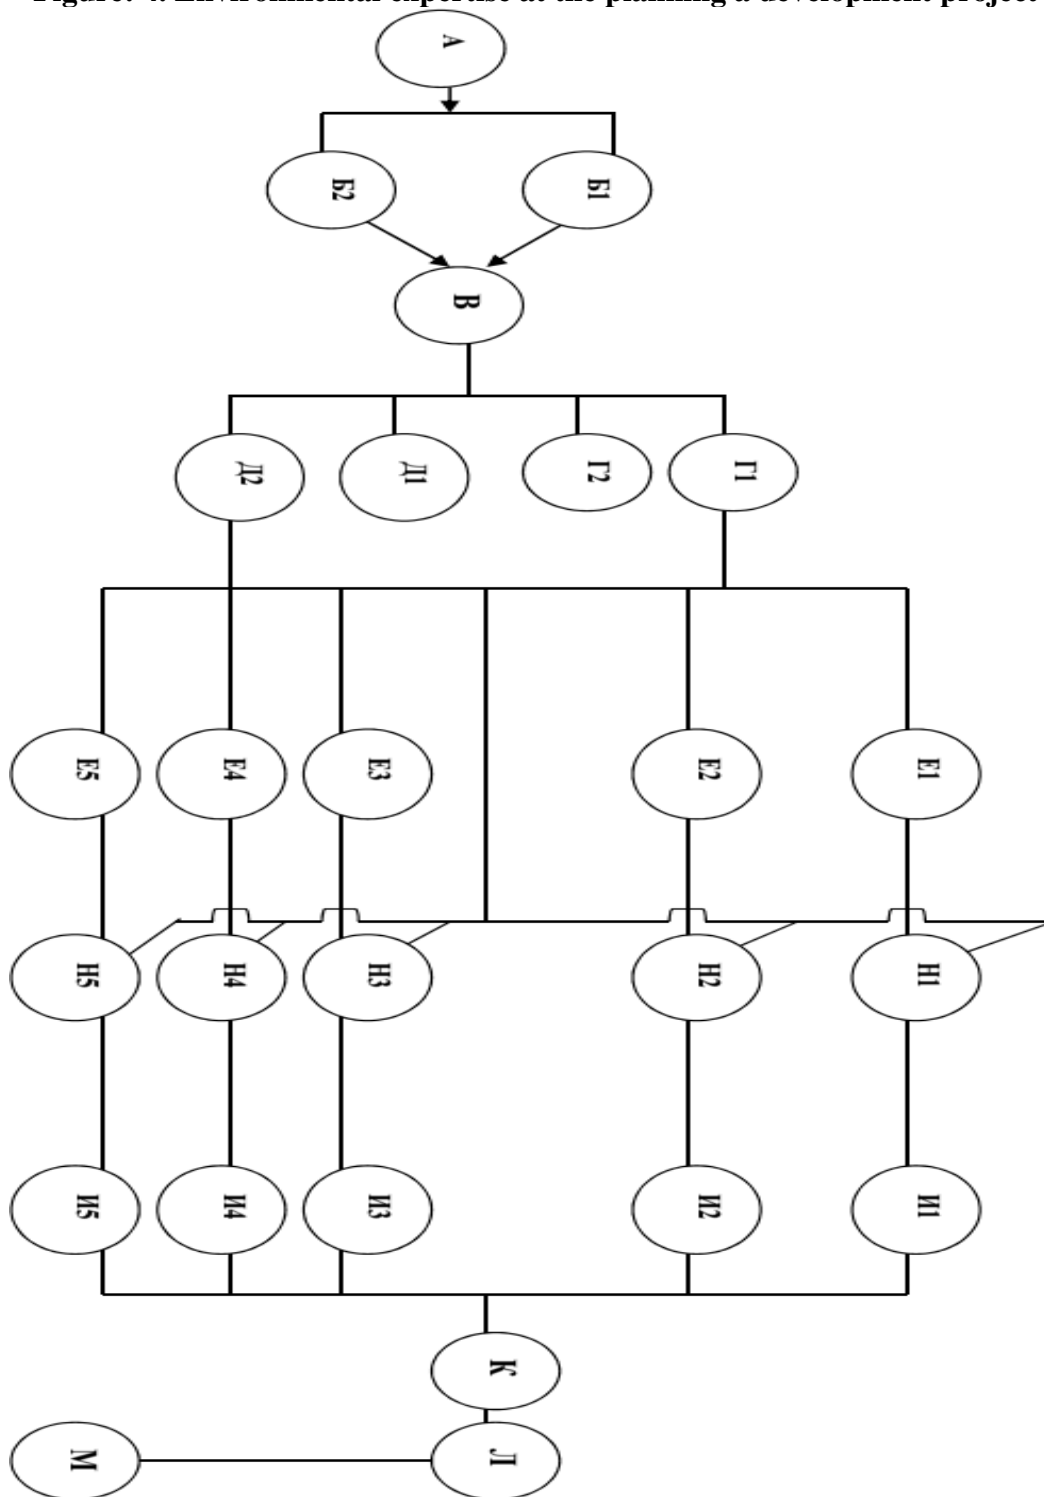 Figure. 4. Environmental expertise at the planning a development project
А
Б2
Б1
В
Д2
Д1
Г2
Г1
Е5
Е4
Е3
Е2
Е1
Н5
Н4
Н3
Н2
Н1
И5
И4
И3
И2
И1
К
М
Л